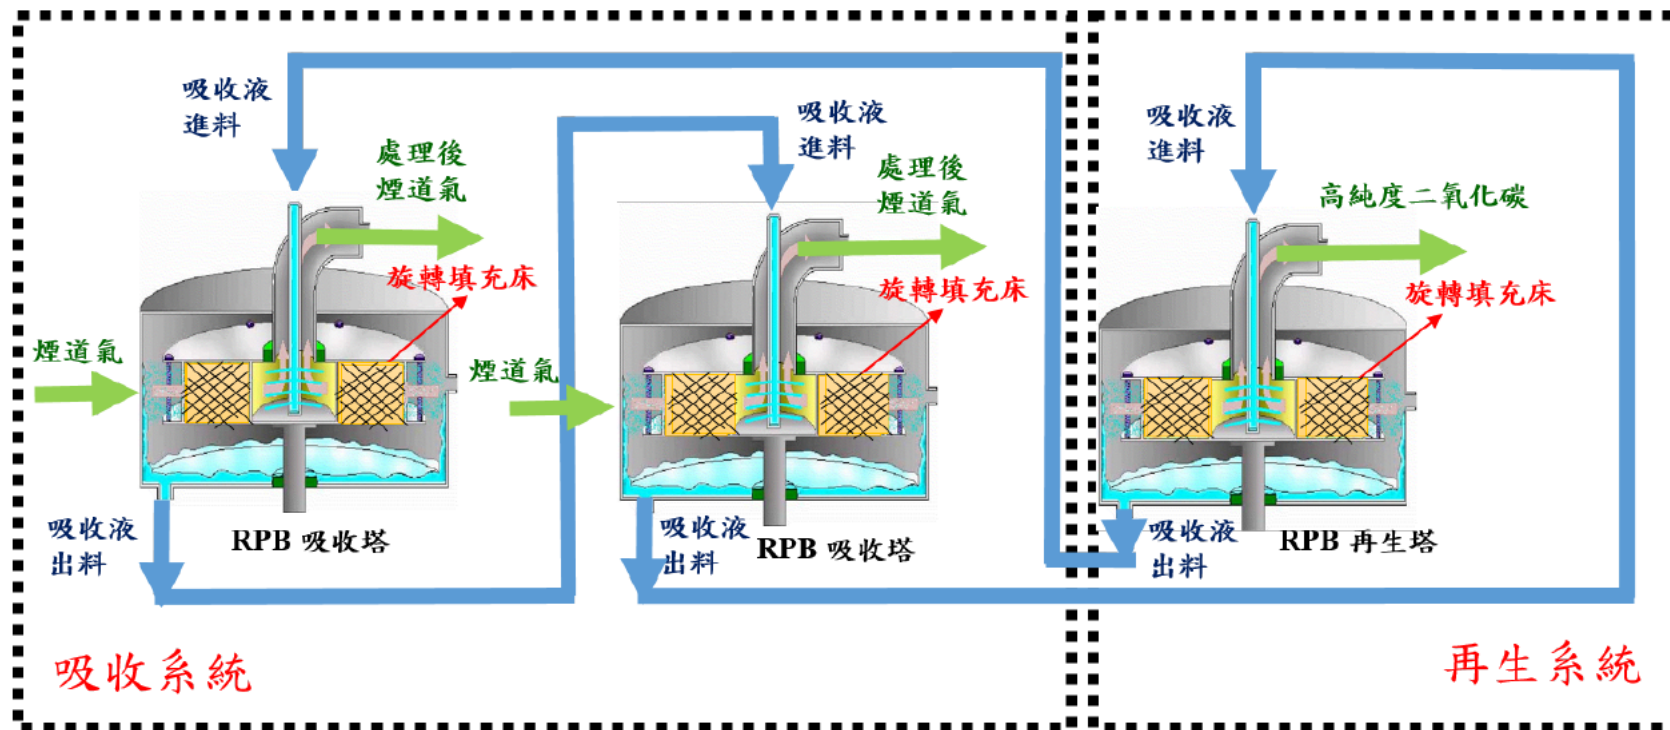 吸收液
進料
處理後
煙道氣
旋轉填充床
煙道氣
吸收液
出料
RPB 吸收塔
吸收液
進料
處理後
煙道氣
旋轉填充床
煙道氣
吸收液
出料
RPB 吸收塔
吸收系統
吸收液
進料
高純度二氧化碳
旋轉填充床
吸收液
出料
RPB 再生塔
再生系統